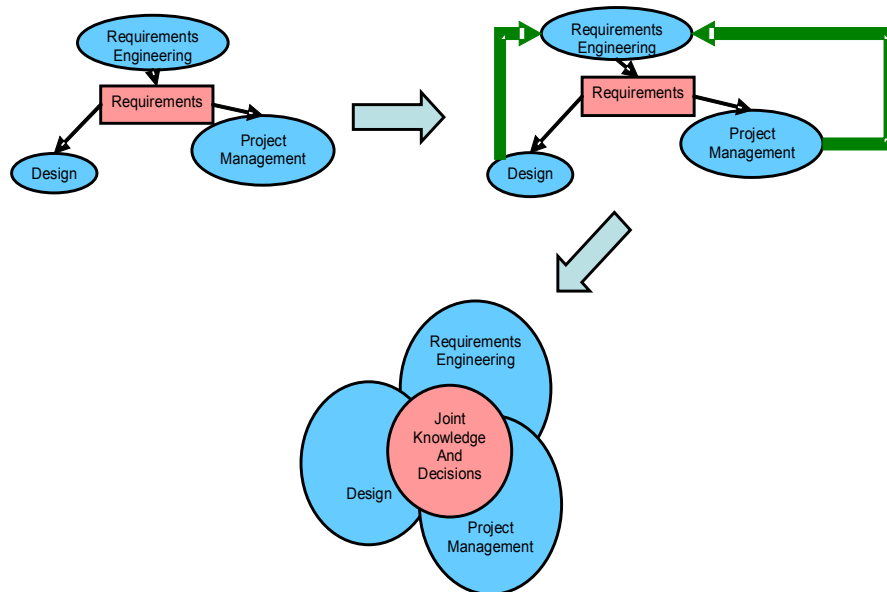 Requirements
Engineering
Requirements
Project
Management
Design
Requirements
Engineering
Requirements
Project
Management
Design
Requirements
Engineering
Joint
Knowledge
And
Decisions
Design
Project
Management